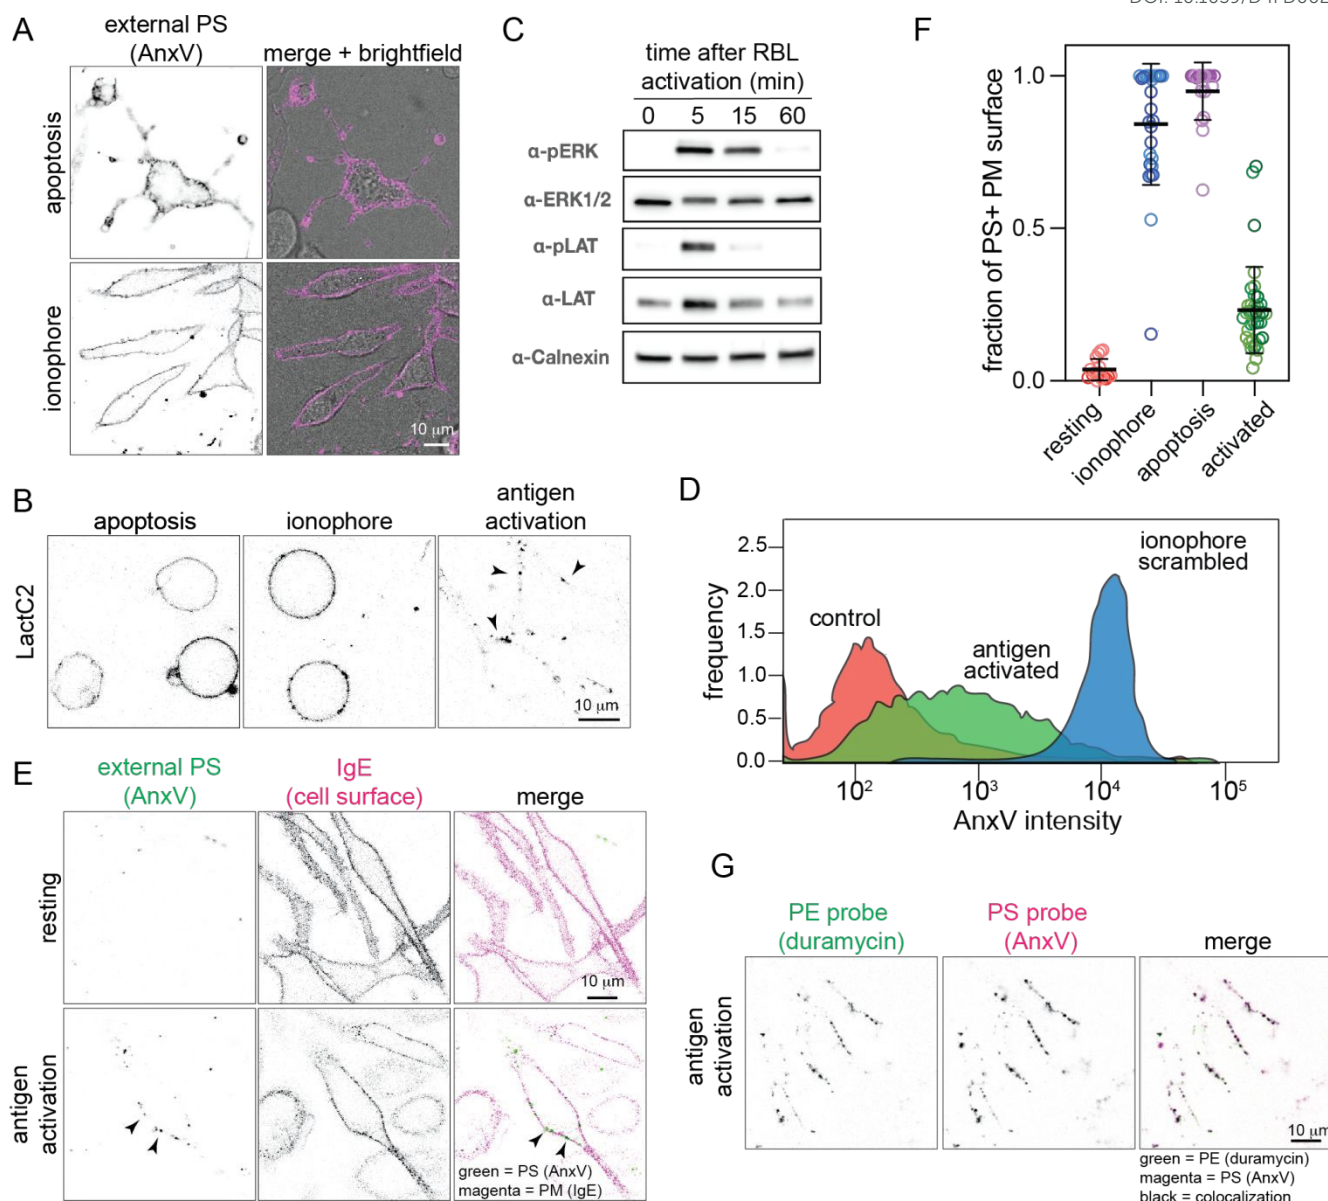 A
external PS
(AnxV)
merge + brightfield
apoptosis
ionophore
10 μm
B
apoptosis
ionophore
antigen
activation
LactC2
10 μm
C
time after RBL
activation (min)
0 5 15 60
α-pERK
α-ERK1/2
α-pLAT
α-LAT
α-Calnexin
F
fraction of PS+ PM surface
1.0
0.5
0.0
resting
ionophore
apoptosis
activated
D
frequency
2.5
2.0
1.5
1.0
0.5
0.0
control
antigen
activated
ionophore
scrambled
10² 10³ 10⁴ 10⁵
AnxV intensity
E
external PS
(AnxV)
IgE
(cell surface)
merge
resting
10 μm
antigen
activation
green = PS (AnxV)
magenta = PM (IgE)
G
PE probe
(duramycin)
PS probe
(AnxV)
merge
antigen
activation
10 μm
green = PE (duramycin)
magenta = PS (AnxV)
black = colocalization